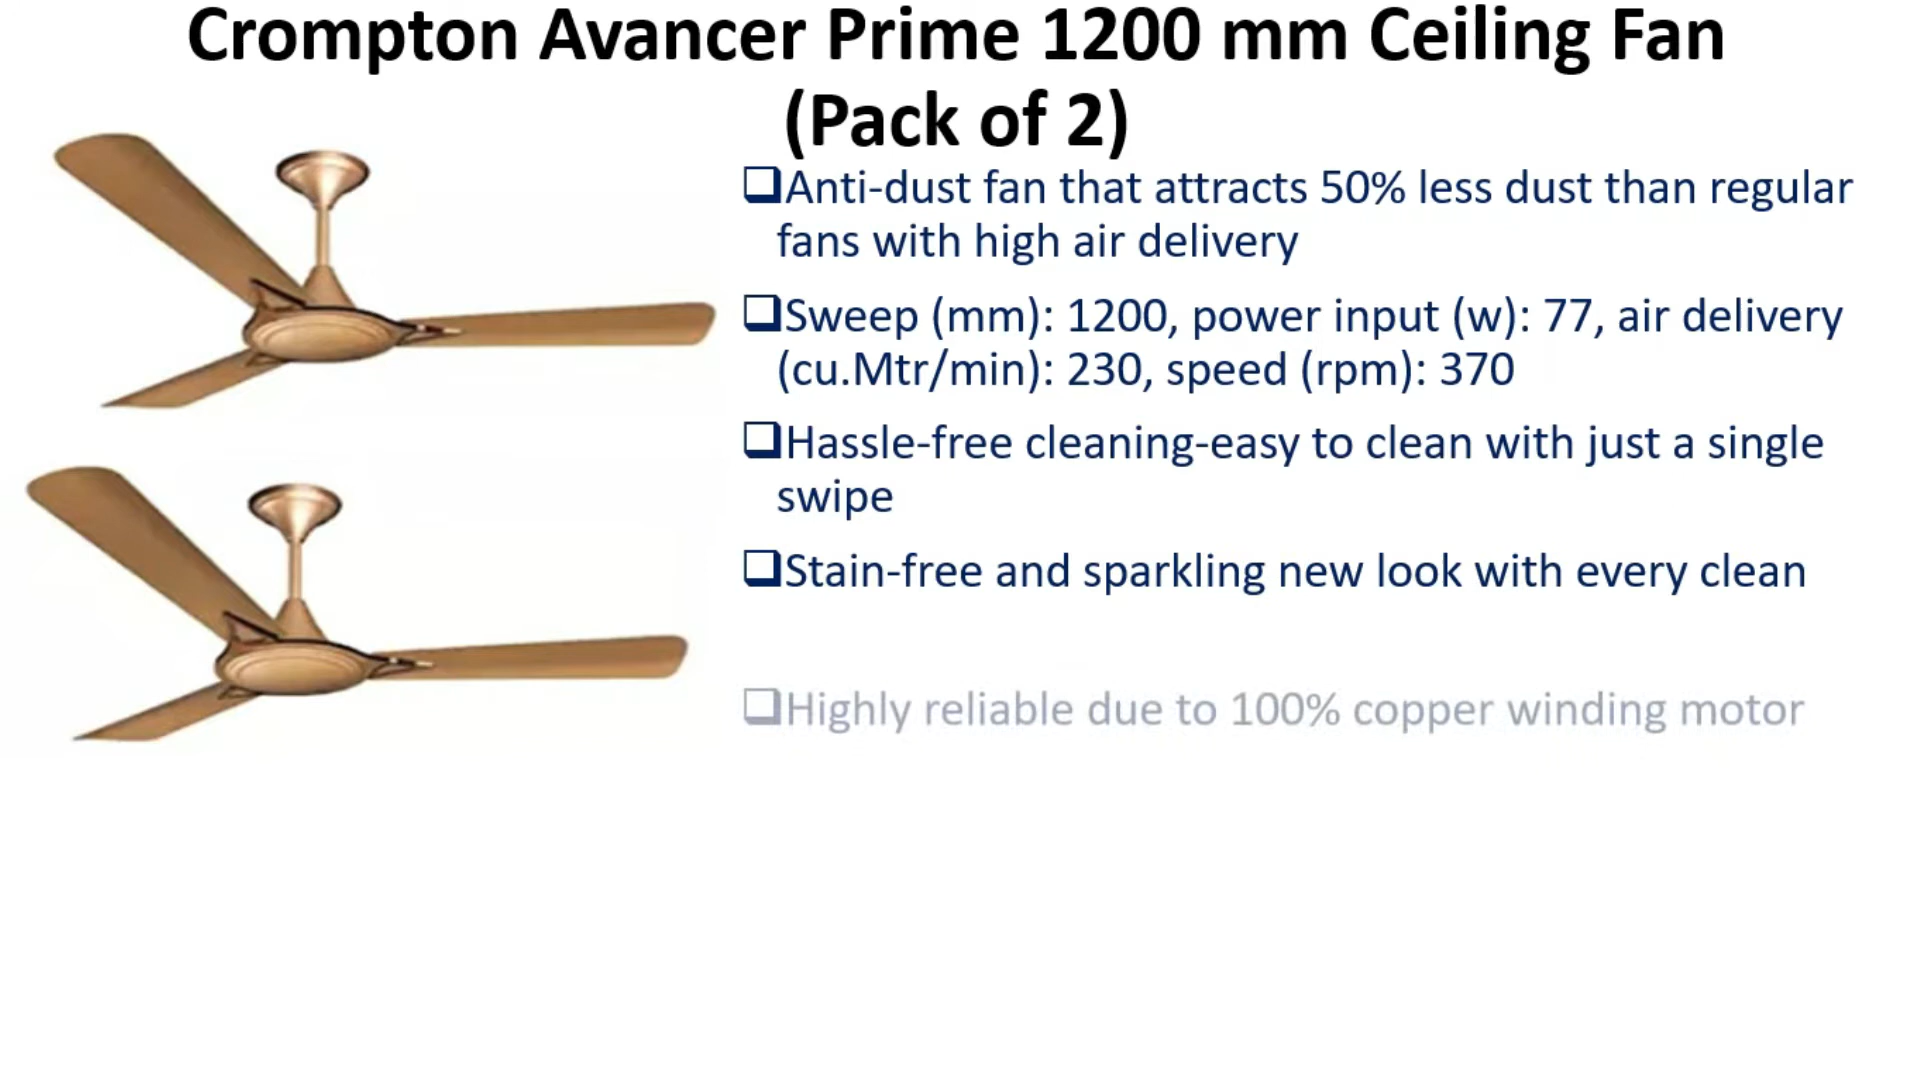 Crompton Avancer Prime 1200 mm Ceiling Fan
(Pack of 2)
❑Anti-dust fan that attracts 50% less dust than regular
fans with high air delivery
❑Sweep (mm): 1200, power input (w): 77, air delivery
(cu.Mtr/min): 230, speed (rpm): 370
❑Hassle-free cleaning-easy to clean with just a single
swipe
❑Stain-free and sparkling new look with every clean
❑Highly reliable due to 100% copper winding motor